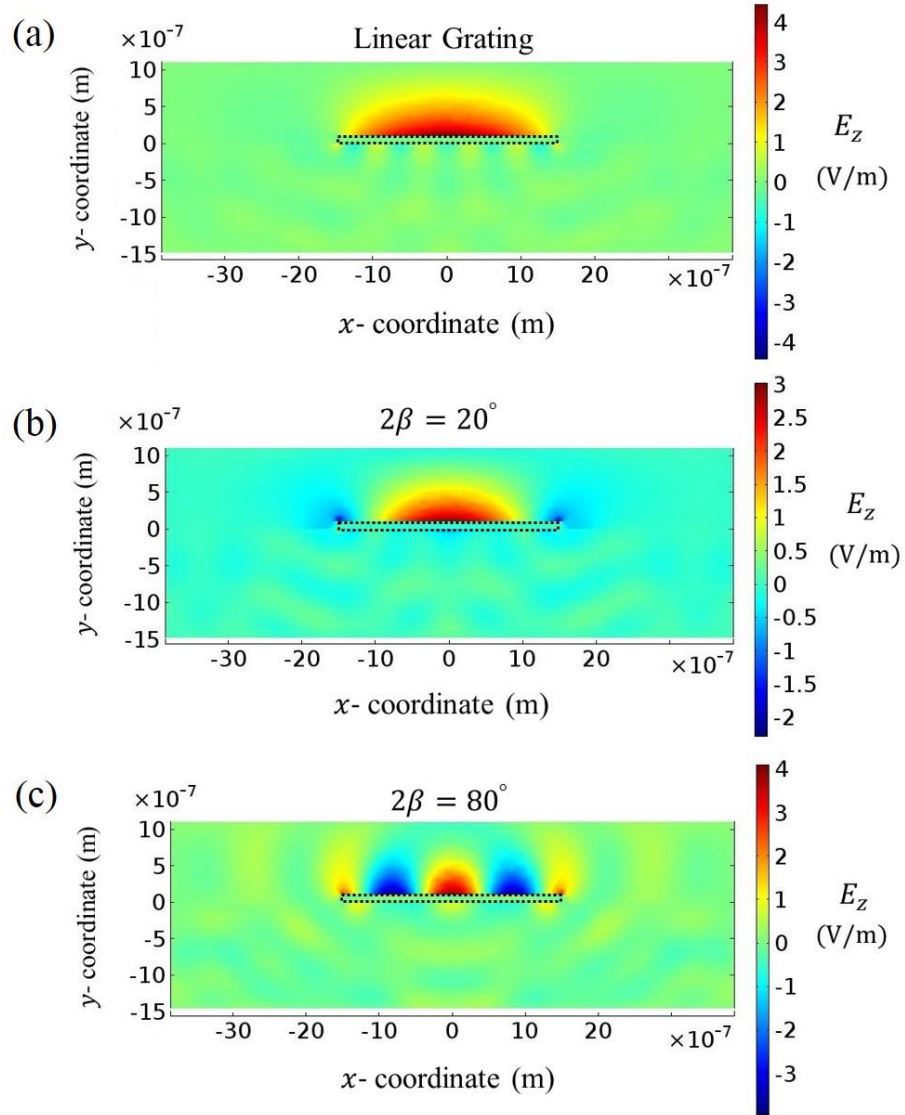 (a)
×10⁻⁷
Linear Grating
10
5
0
-5
-10
-15
y- coordinate (m)
-30 -20 -10 0 10 20 ×10⁻⁷
x- coordinate (m)
4
3
2
1
0
-1
-2
-3
-4
E_z
(V/m)
(b)
×10⁻⁷
2β = 20°
10
5
0
-5
-10
-15
y- coordinate (m)
-30 -20 -10 0 10 20 ×10⁻⁷
x- coordinate (m)
3
2.5
2
1.5
1
0.5
0
-0.5
-1
-1.5
-2
E_z
(V/m)
(c)
×10⁻⁷
2β = 80°
10
5
0
-5
-10
-15
y- coordinate (m)
-30 -20 -10 0 10 20 ×10⁻⁷
x- coordinate (m)
4
3
2
1
0
-1
-2
-3
E_z
(V/m)